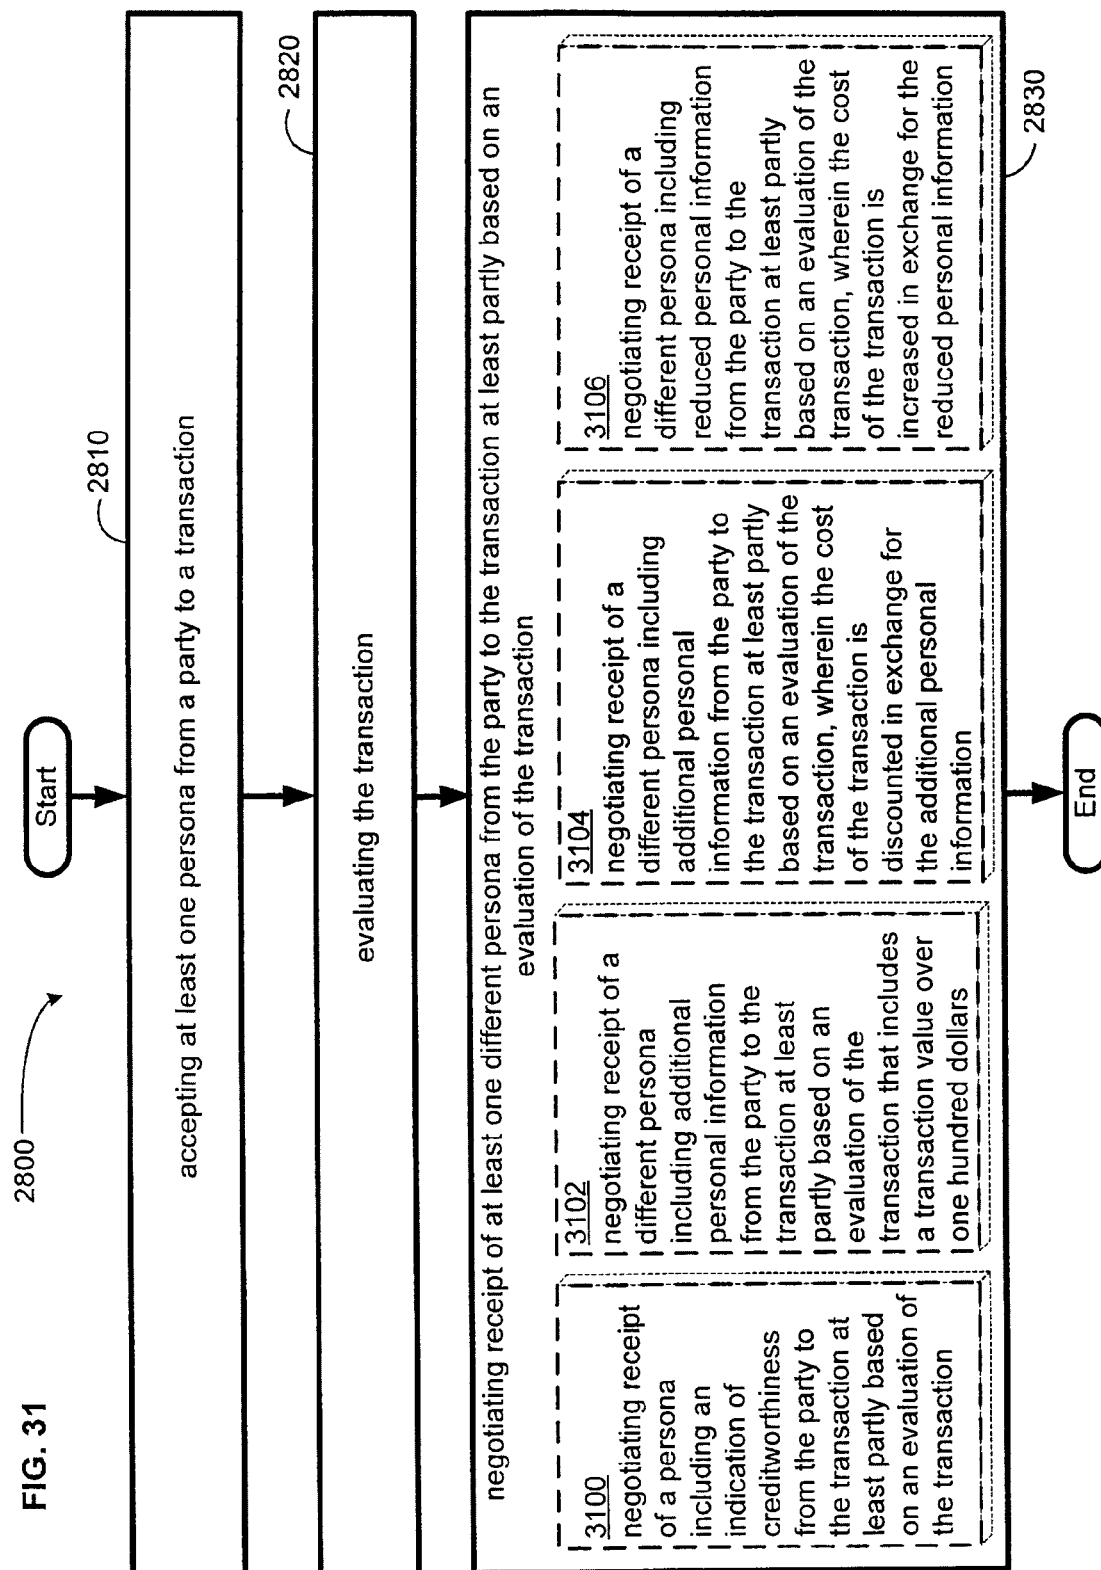 FIG. 31
2800
Start
2810
accepting at least one persona from a party to a transaction
2820
evaluating the transaction
negotiating receipt of at least one different persona from the party to the transaction at least partly based on an
evaluation of the transaction
3100
negotiating receipt
of a persona
including an
indication of
creditworthiness
from the party to
the transaction at
least partly based
on an evaluation of
the transaction
3102
negotiating receipt of a
different persona
including additional
personal information
from the party to the
transaction at least
partly based on an
evaluation of the
transaction that includes
a transaction value over
one hundred dollars
3104
negotiating receipt of a
different persona including
additional personal
information from the party to
the transaction at least partly
based on an evaluation of the
transaction, wherein the cost
of the transaction is
discounted in exchange for
the additional personal
information
3106
negotiating receipt of a
different persona including
reduced personal information
from the party to the
transaction at least partly
based on an evaluation of the
transaction, wherein the cost
of the transaction is
increased in exchange for the
reduced personal information
2830
End